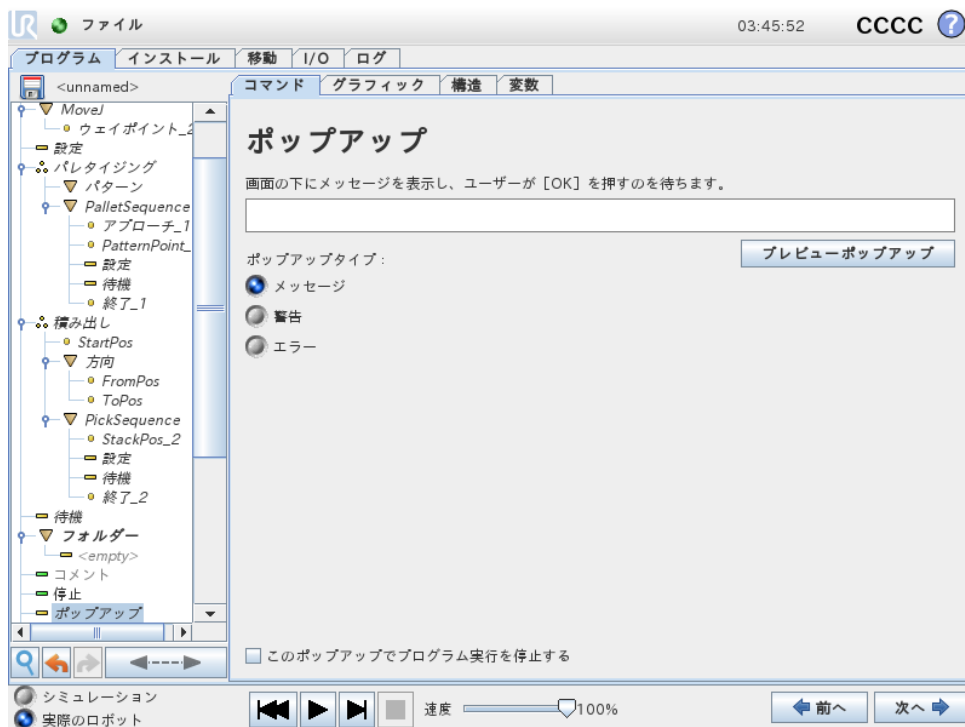 UR ファイル 03:45:52 CCCC ?
プログラム インストール 移動 I/O ログ
<unnamed>
コマンド グラフィック 構造 変数
MoveJ
ウェイポイント_2
設定
パレタイジング
パターン
PalletSequence
アプローチ_1
PatternPoint_
設定
待機
終了_1
積み出し
StartPos
方向
FromPos
ToPos
PickSequence
StackPos_2
設定
待機
終了_2
待機
フォルダー
<empty>
コメント
停止
ポップアップ
ポップアップ
画面の下にメッセージを表示し、ユーザーが［OK］を押すのを待ちます。
プレビューポップアップ
ポップアップタイプ：
メッセージ
警告
エラー
このポップアップでプログラム実行を停止する
シミュレーション
実際のロボット
速度 100%
前へ 次へ